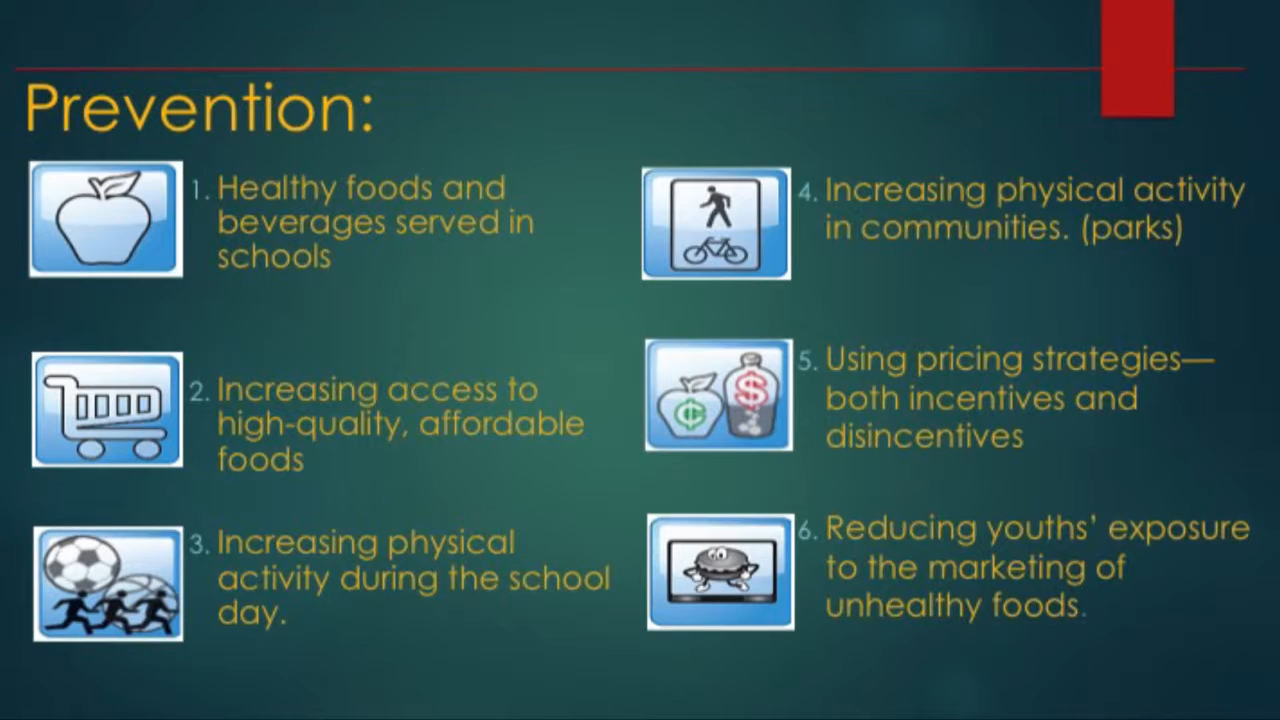 Prevention:
1. Healthy foods and
beverages served in
schools
2. Increasing access to
high-quality, affordable
foods
3. Increasing physical
activity during the school
day.
4. Increasing physical activity
in communities. (parks)
5. Using pricing strategies—
both incentives and
disincentives
¢ $
6. Reducing youths’ exposure
to the marketing of
unhealthy foods.